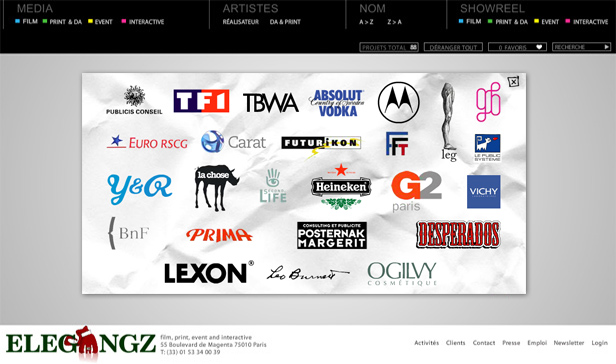 MEDIA ARTISTES NOM SHOWREEL
FILM PRINT & DA EVENT INTERACTIVE RÉALISATEUR DA & PRINT A > Z Z > A FILM PRINT & DA EVENT INTERACTIVE
PROJETS TOTAL 88 DÉRANGER TOUT 0 FAVORIS RECHERCHE
PUBLICIS CONSEIL
TF1
TBWA
ABSOLUT
Country of Sweden
VODKA
EURO RSCG
Carat
FUTURIKON
FFT
leg
LE PUBLIC
SYSTÈME
Y&R
la chose
LIFE
Heineken
G2
paris
VICHY
BnF
PRIMA
CONSULTING ET PUBLICITÉ
POSTERNAK
MARGERIT
DESPERADOS
LEXON®
Leo Burnett
OGILVY
COSMÉTIQUE
ELEGANGZ
film, print, event and interactive
55 Boulevard de Magenta 75010 Paris
T: (33) 01 53 34 00 39
Activités Clients Contact Presse Emploi Newsletter Login